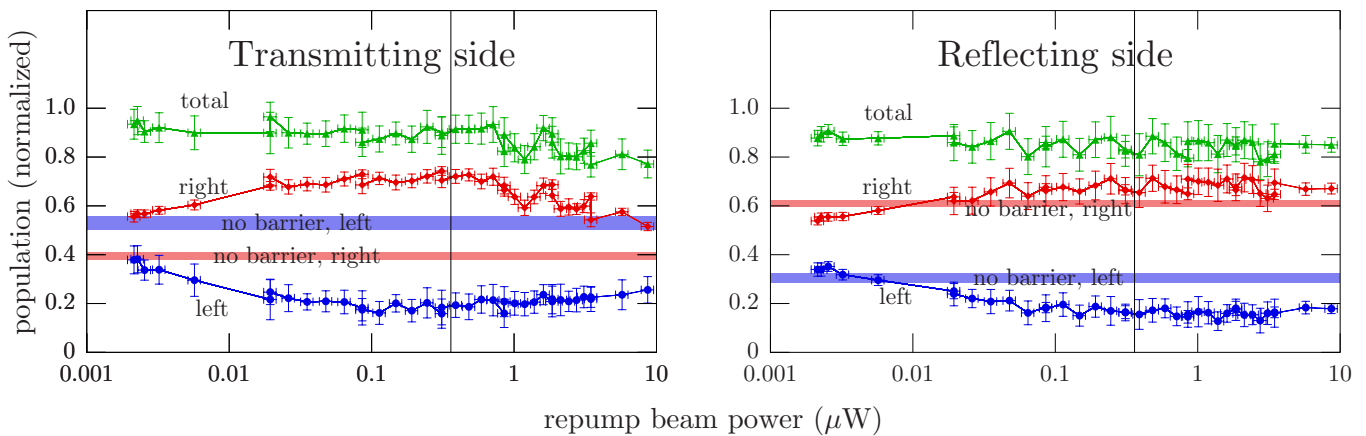 Transmitting side
Reflecting side
population (normalized)
1.0
0.8
0.6
0.4
0.2
0
total
right
no barrier, left
no barrier, right
left
0.001
0.01
0.1
1
10
1.0
0.8
0.6
0.4
0.2
0
total
right
no barrier, right
no barrier, left
left
0.001
0.01
0.1
1
10
repump beam power (μW)